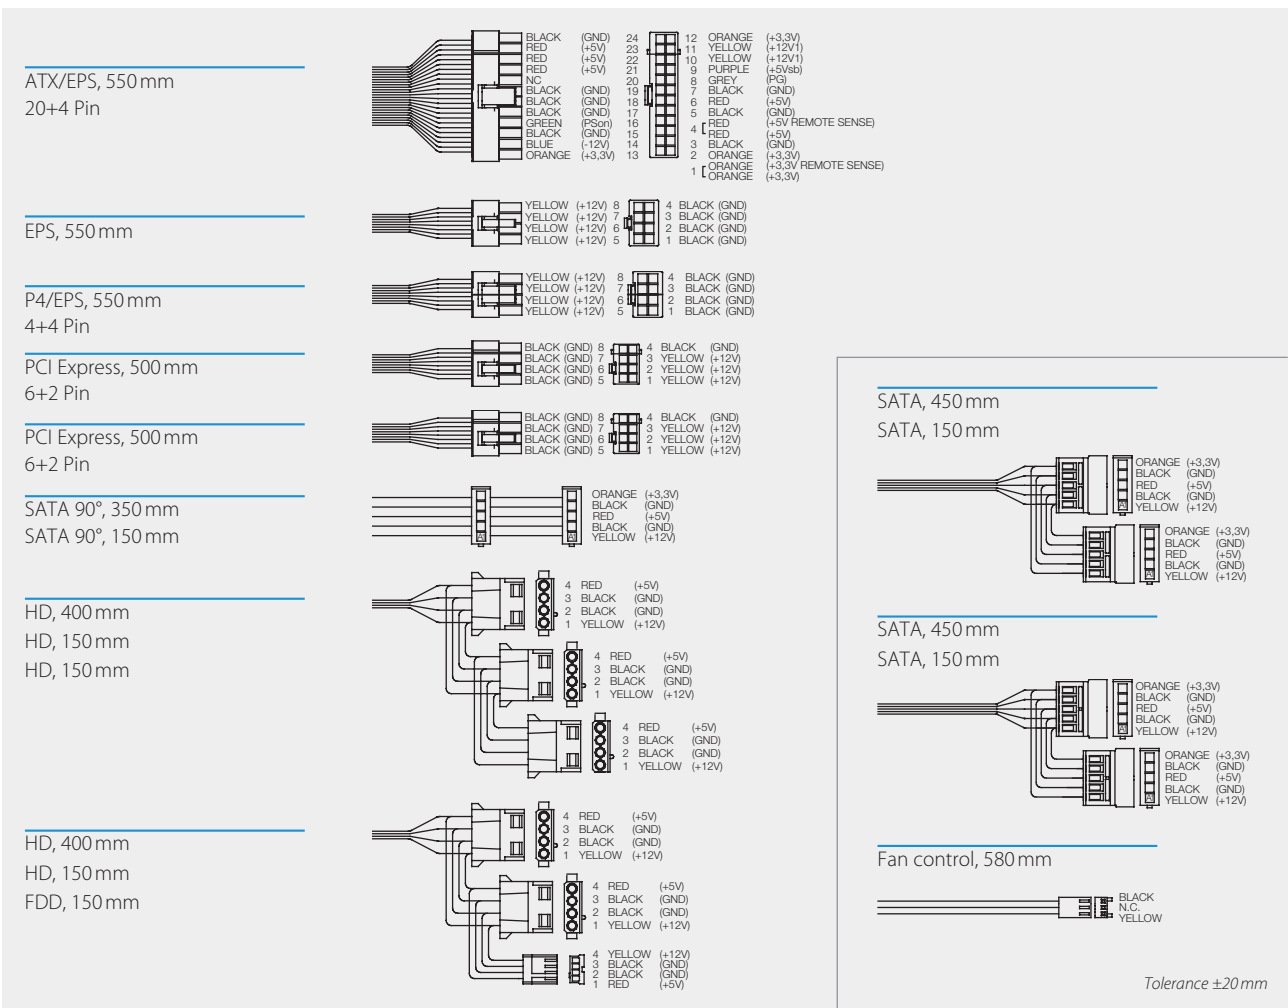 ATX/EPS, 550 mm
20+4 Pin
BLACK (GND) 24
RED (+5V) 23
RED (+5V) 22
RED (+5V) 21
NC 20
BLACK (GND) 19
BLACK (GND) 18
BLACK (GND) 17
GREEN (PSon) 16
BLACK (GND) 15
BLUE (-12V) 14
ORANGE (+3,3V) 13
12 ORANGE (+3,3V)
11 YELLOW (+12V1)
10 YELLOW (+12V1)
9 PURPLE (+5Vsb)
8 GREY (PG)
7 BLACK (GND)
6 RED (+5V)
5 BLACK (GND)
4 [ RED (+5V REMOTE SENSE)
RED (+5V)
3 BLACK (GND)
2 ORANGE (+3,3V)
1 [ ORANGE (+3,3V REMOTE SENSE)
ORANGE (+3,3V)
EPS, 550 mm
YELLOW (+12V) 8
YELLOW (+12V) 7
YELLOW (+12V) 6
YELLOW (+12V) 5
4 BLACK (GND)
3 BLACK (GND)
2 BLACK (GND)
1 BLACK (GND)
P4/EPS, 550 mm
4+4 Pin
YELLOW (+12V) 8
YELLOW (+12V) 7
YELLOW (+12V) 6
YELLOW (+12V) 5
4 BLACK (GND)
3 BLACK (GND)
2 BLACK (GND)
1 BLACK (GND)
PCI Express, 500 mm
6+2 Pin
BLACK (GND) 8
BLACK (GND) 7
BLACK (GND) 6
BLACK (GND) 5
4 BLACK (GND)
3 YELLOW (+12V)
2 YELLOW (+12V)
1 YELLOW (+12V)
PCI Express, 500 mm
6+2 Pin
BLACK (GND) 8
BLACK (GND) 7
BLACK (GND) 6
BLACK (GND) 5
4 BLACK (GND)
3 YELLOW (+12V)
2 YELLOW (+12V)
1 YELLOW (+12V)
SATA 90°, 350 mm
SATA 90°, 150 mm
ORANGE (+3,3V)
BLACK (GND)
RED (+5V)
BLACK (GND)
YELLOW (+12V)
HD, 400 mm
HD, 150 mm
HD, 150 mm
4 RED (+5V)
3 BLACK (GND)
2 BLACK (GND)
1 YELLOW (+12V)
4 RED (+5V)
3 BLACK (GND)
2 BLACK (GND)
1 YELLOW (+12V)
4 RED (+5V)
3 BLACK (GND)
2 BLACK (GND)
1 YELLOW (+12V)
HD, 400 mm
HD, 150 mm
FDD, 150 mm
4 RED (+5V)
3 BLACK (GND)
2 BLACK (GND)
1 YELLOW (+12V)
4 RED (+5V)
3 BLACK (GND)
2 BLACK (GND)
1 YELLOW (+12V)
4 YELLOW (+12V)
3 BLACK (GND)
2 BLACK (GND)
1 RED (+5V)
SATA, 450 mm
SATA, 150 mm
ORANGE (+3,3V)
BLACK (GND)
RED (+5V)
BLACK (GND)
YELLOW (+12V)
ORANGE (+3,3V)
BLACK (GND)
RED (+5V)
BLACK (GND)
YELLOW (+12V)
SATA, 450 mm
SATA, 150 mm
ORANGE (+3,3V)
BLACK (GND)
RED (+5V)
BLACK (GND)
YELLOW (+12V)
ORANGE (+3,3V)
BLACK (GND)
RED (+5V)
BLACK (GND)
YELLOW (+12V)
Fan control, 580 mm
BLACK
N.C.
YELLOW
Tolerance ±20 mm